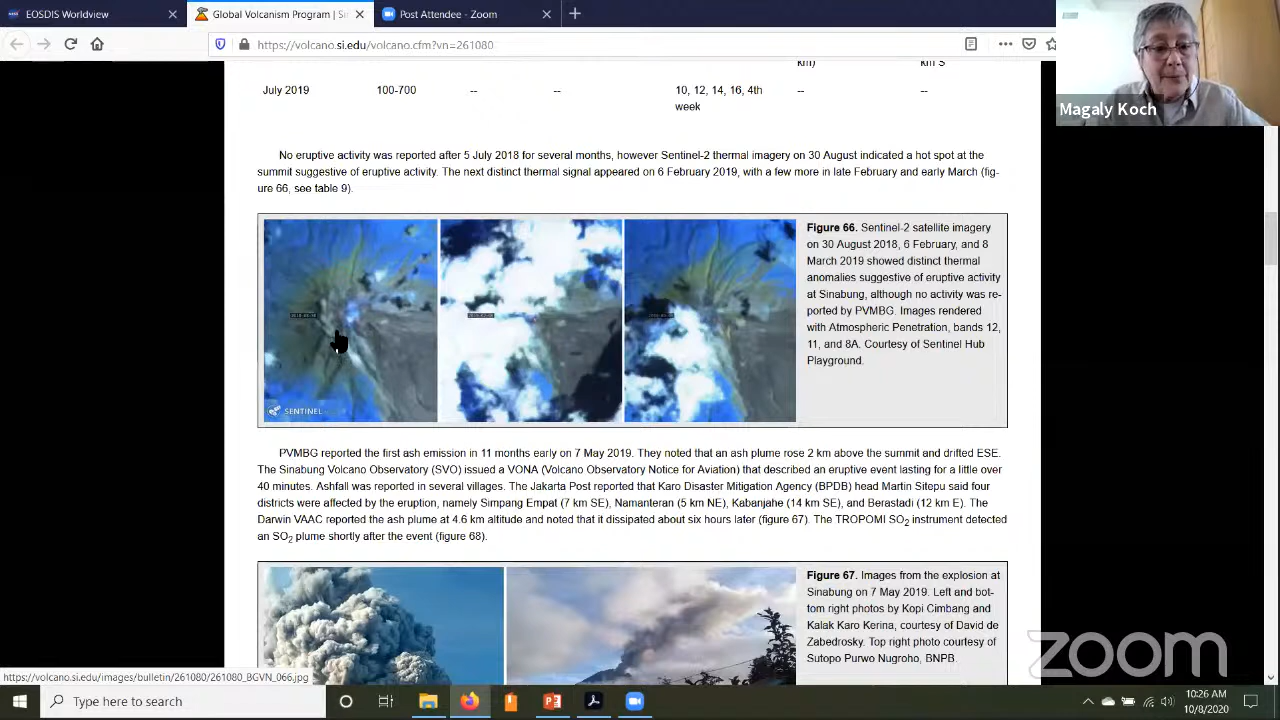 EOSDIS Worldview
Global Volcanism Program | Sin
Post Attendee - Zoom
https://volcano.si.edu/volcano.cfm?vn=261080
km)
km S
July 2019 100-700 -- -- 10, 12, 14, 16, 4th -- --
week
No eruptive activity was reported after 5 July 2018 for several months, however Sentinel-2 thermal imagery on 30 August indicated a hot spot at the
summit suggestive of eruptive activity. The next distinct thermal signal appeared on 6 February 2019, with a few more in late February and early March (fig-
ure 66, see table 9).
Figure 66. Sentinel-2 satellite imagery
on 30 August 2018, 6 February, and 8
March 2019 showed distinct thermal
anomalies suggestive of eruptive activity
at Sinabung, although no activity was re-
ported by PVMBG. Images rendered
with Atmospheric Penetration, bands 12,
11, and 8A. Courtesy of Sentinel Hub
Playground.
SENTINEL
PVMBG reported the first ash emission in 11 months early on 7 May 2019. They noted that an ash plume rose 2 km above the summit and drifted ESE.
The Sinabung Volcano Observatory (SVO) issued a VONA (Volcano Observatory Notice for Aviation) that described an eruptive event lasting for a little over
40 minutes. Ashfall was reported in several villages. The Jakarta Post reported that Karo Disaster Mitigation Agency (BPDB) head Martin Sitepu said four
districts were affected by the eruption, namely Simpang Empat (7 km SE), Namanteran (5 km NE), Kabanjahe (14 km SE), and Berastadi (12 km E). The
Darwin VAAC reported the ash plume at 4.6 km altitude and noted that it dissipated about six hours later (figure 67). The TROPOMI SO2 instrument detected
an SO2 plume shortly after the event (figure 68).
Figure 67. Images from the explosion at
Sinabung on 7 May 2019. Left and bot-
tom right photos by Kopi Cimbang and
Kalak Karo Kerina, courtesy of David de
Zabedrosky. Top right photo courtesy of
Sutopo Purwo Nugroho, BNPB.
https://volcano.si.edu/images/bulletin/261080/261080_BGVN_066.jpg
Magaly Koch
zoom
Type here to search
10:26 AM
10/8/2020